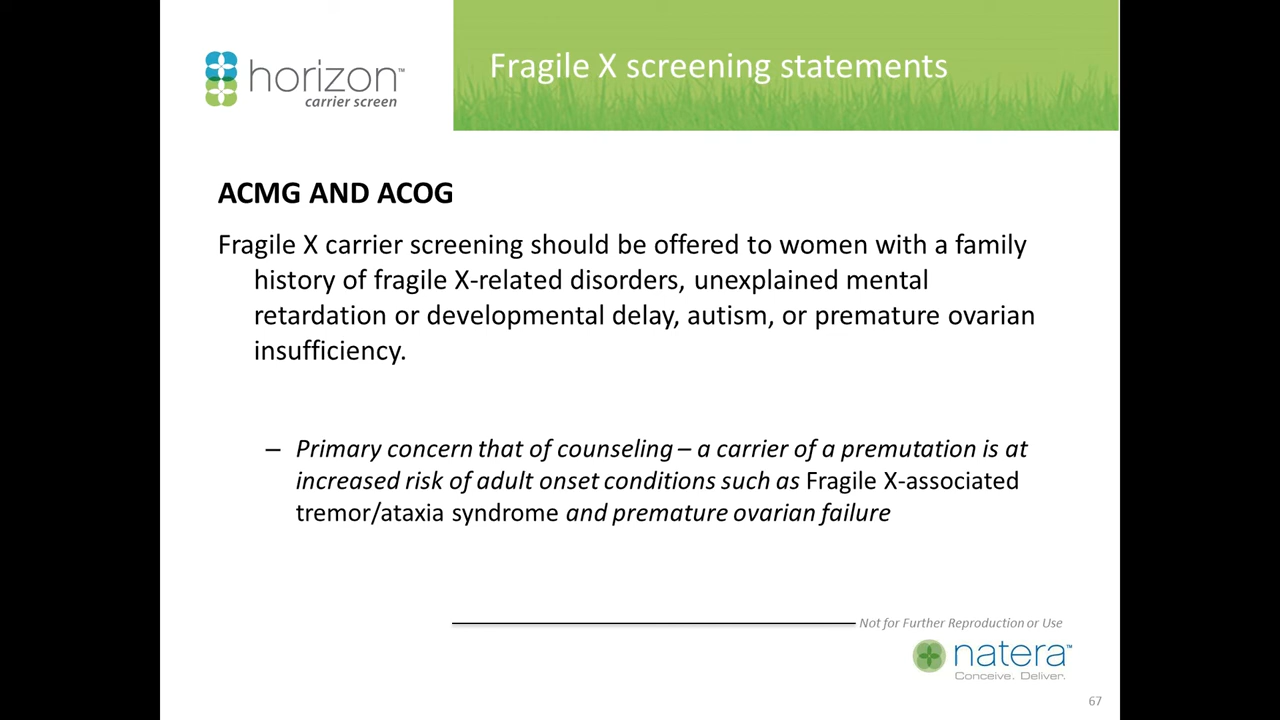 horizon™
carrier screen
Fragile X screening statements
ACMG AND ACOG
Fragile X carrier screening should be offered to women with a family
history of fragile X-related disorders, unexplained mental
retardation or developmental delay, autism, or premature ovarian
insufficiency.
– Primary concern that of counseling – a carrier of a premutation is at
increased risk of adult onset conditions such as Fragile X-associated
tremor/ataxia syndrome and premature ovarian failure
Not for Further Reproduction or Use
natera™
Conceive. Deliver.
67